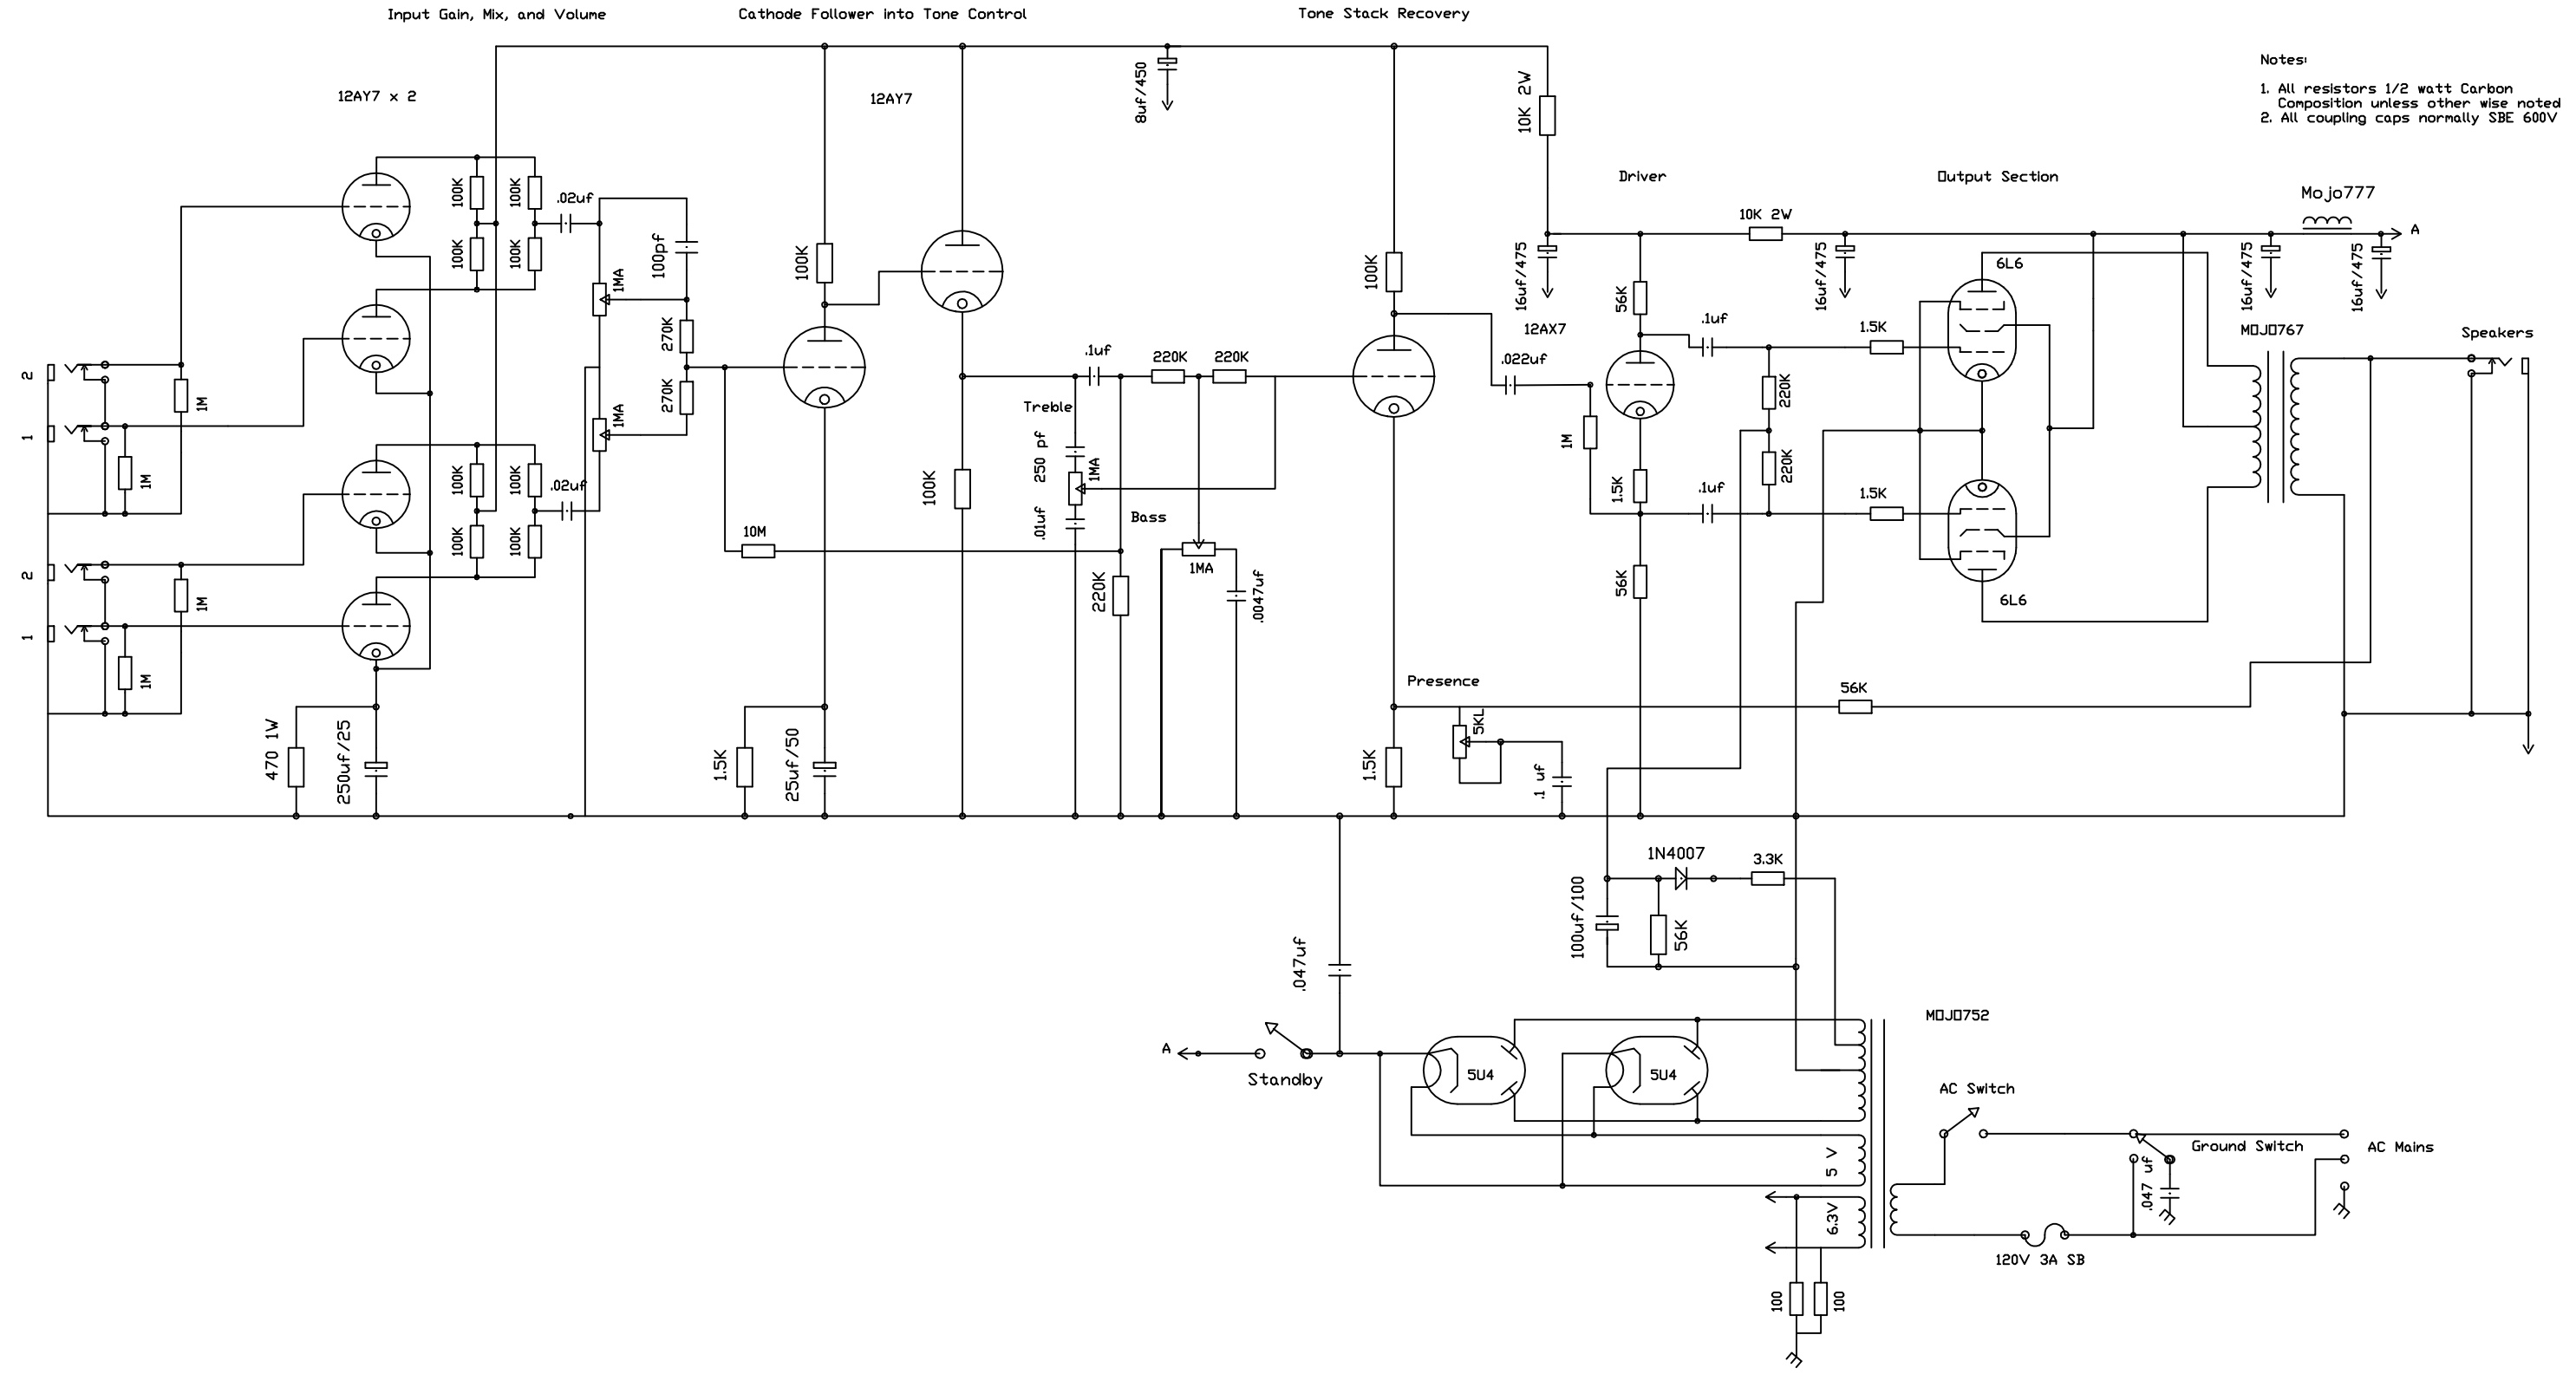 Input Gain, Mix, and Volume
Cathode Follower into Tone Control
Tone Stack Recovery
Notes:
1. All resistors 1/2 watt Carbon
Composition unless other wise noted
2. All coupling caps normally SBE 600V
12AY7 x 2
12AY7
8uf/450
10K 2W
Driver
Output Section
Mojo777
100K
100K
.02uf
100K
100K
100pf
1MA
270K
270K
1MA
100K
100K
10K 2W
A
16uf/475
16uf/475
16uf/475
16uf/475
6L6
56K
.1uf
1.5K
12AX7
MOJO767
Speakers
2
1M
1
1M
100K
100K
.02uf
100K
100K
.1uf
220K
220K
.022uf
Treble
250 pf
1MA
.01uf
100K
Bass
10M
1MA
220K
.0047uf
1M
1.5K
.1uf
220K
220K
1.5K
56K
6L6
2
1M
1
1M
470 1W
250uf/25
1.5K
25uf/50
Presence
5KL
1.5K
.1 uf
56K
1N4007
3.3K
100uf/100
56K
.047uf
MOJO752
A
Standby
5U4
5U4
AC Switch
Ground Switch
AC Mains
5 V
.047 uf
6.3V
120V 3A SB
100
100